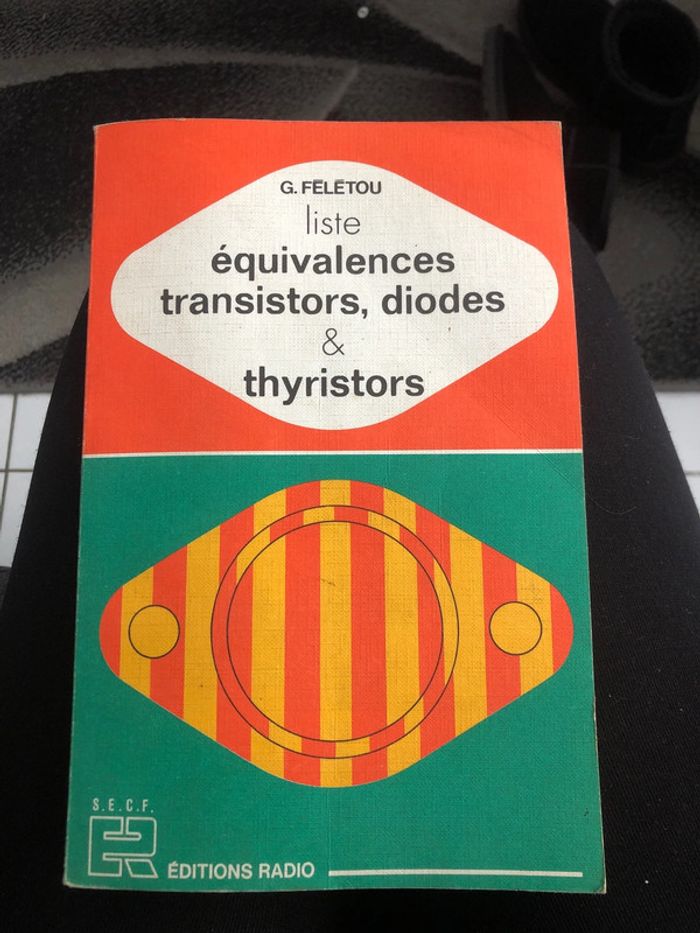 G. FÉLÉTOU
liste
équivalences
transistors, diodes
&
thyristors
S.E.C.F.
ER
ÉDITIONS RADIO